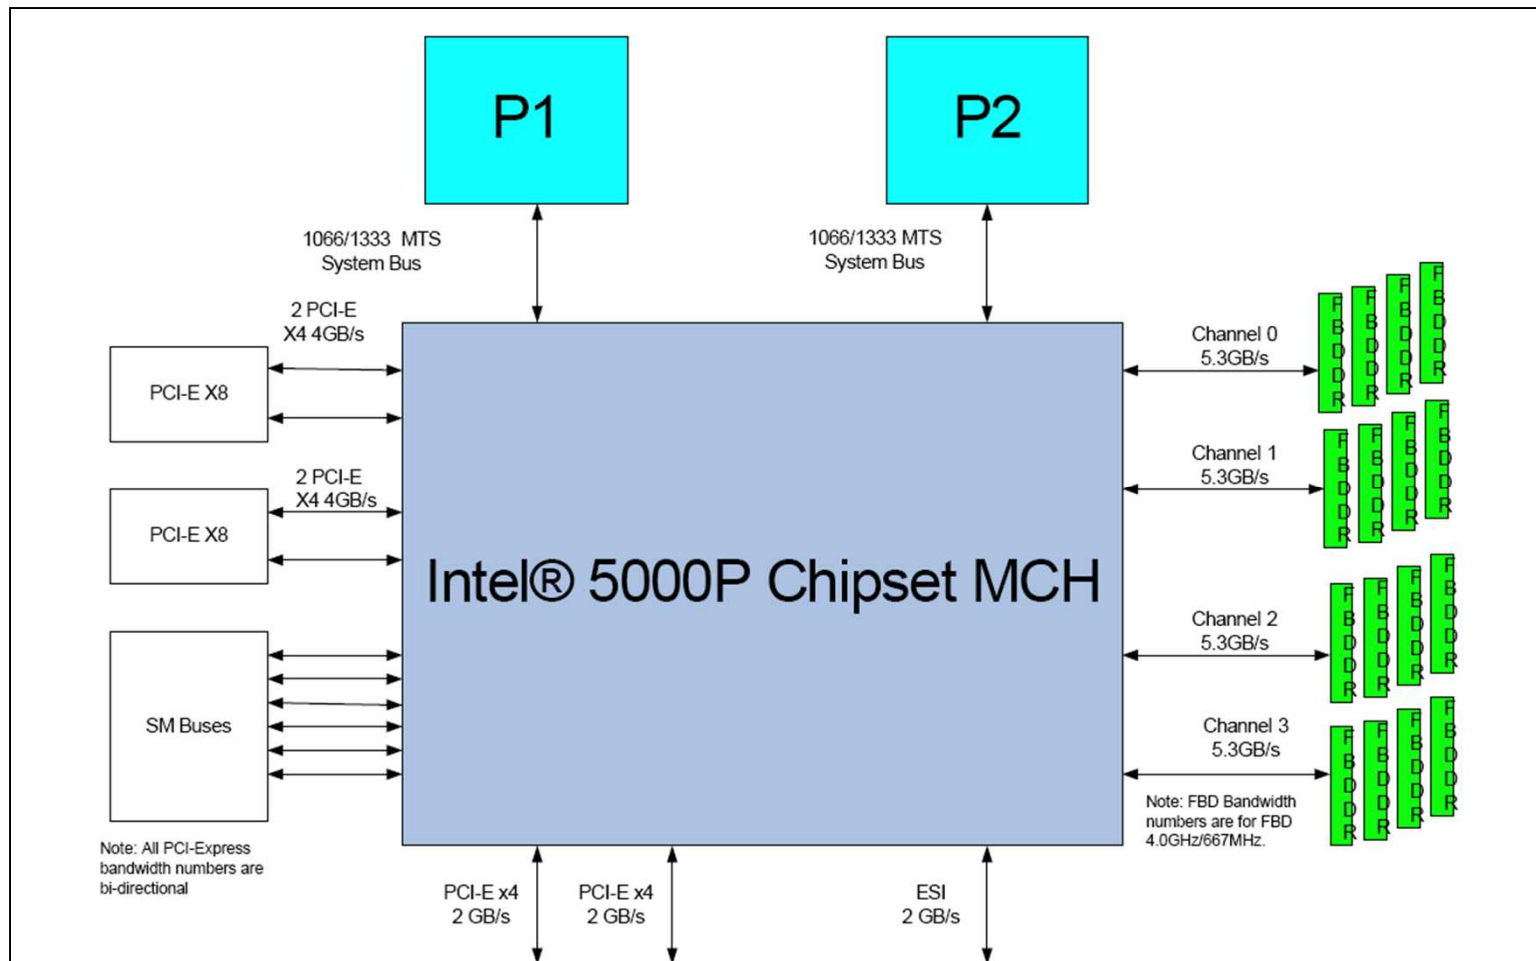 P1
P2
1066/1333 MTS
System Bus
1066/1333 MTS
System Bus
2 PCI-E
X4 4GB/s
PCI-E X8
2 PCI-E
X4 4GB/s
PCI-E X8
SM Buses
Note: All PCI-Express
bandwidth numbers are
bi-directional
Intel® 5000P Chipset MCH
Channel 0
5.3GB/s
FBDDR
FBDDR
FBDDR
FBDDR
Channel 1
5.3GB/s
FBDDR
FBDDR
FBDDR
FBDDR
Channel 2
5.3GB/s
FBDDR
FBDDR
FBDDR
FBDDR
Channel 3
5.3GB/s
FBDDR
FBDDR
FBDDR
FBDDR
Note: FBD Bandwidth
numbers are for FBD
4.0GHz/667MHz.
PCI-E x4
2 GB/s
PCI-E x4
2 GB/s
ESI
2 GB/s